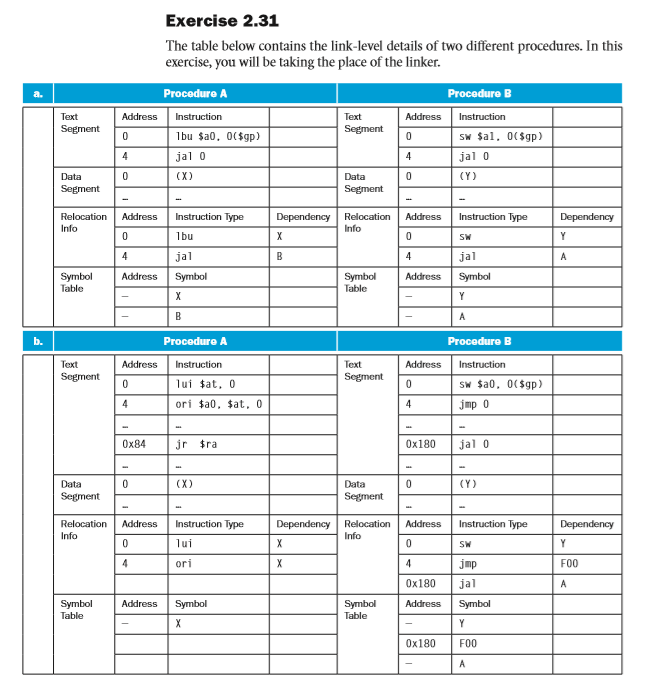 Exercise 2.31
The table below contains the link-level details of two different procedures. In this
exercise, you will be taking the place of the linker.
a. Procedure A Procedure B
Text Segment Address Instruction Text Segment Address Instruction
0 lbu $a0, 0($gp) 0 sw $a1, 0($gp)
4 jal 0 4 jal 0
Data Segment 0 (X) Data Segment 0 (Y)
... ... ... ...
Relocation Info Address Instruction Type Dependency Relocation Info Address Instruction Type Dependency
0 lbu X 0 sw Y
4 jal B 4 jal A
Symbol Table Address Symbol Symbol Table Address Symbol
– X – Y
– B – A
b. Procedure A Procedure B
Text Segment Address Instruction Text Segment Address Instruction
0 lui $at, 0 0 sw $a0, 0($gp)
4 ori $a0, $at, 0 4 jmp 0
... ... ... ...
0x84 jr $ra 0x180 jal 0
... ... ... ...
Data Segment 0 (X) Data Segment 0 (Y)
... ... ... ...
Relocation Info Address Instruction Type Dependency Relocation Info Address Instruction Type Dependency
0 lui X 0 sw Y
4 ori X 4 jmp FOO
0x180 jal A
Symbol Table Address Symbol Symbol Table Address Symbol
– X – Y
0x180 FOO
– A